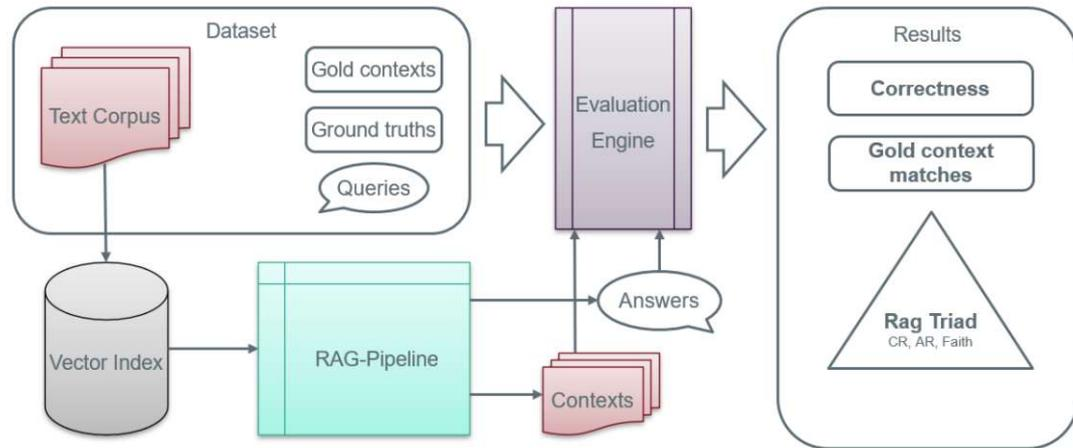 Dataset
Text Corpus
Gold contexts
Ground truths
Queries
Evaluation
Engine
Results
Correctness
Gold context
matches
Rag Triad
CR, AR, Faith
Vector Index
RAG-Pipeline
Answers
Contexts